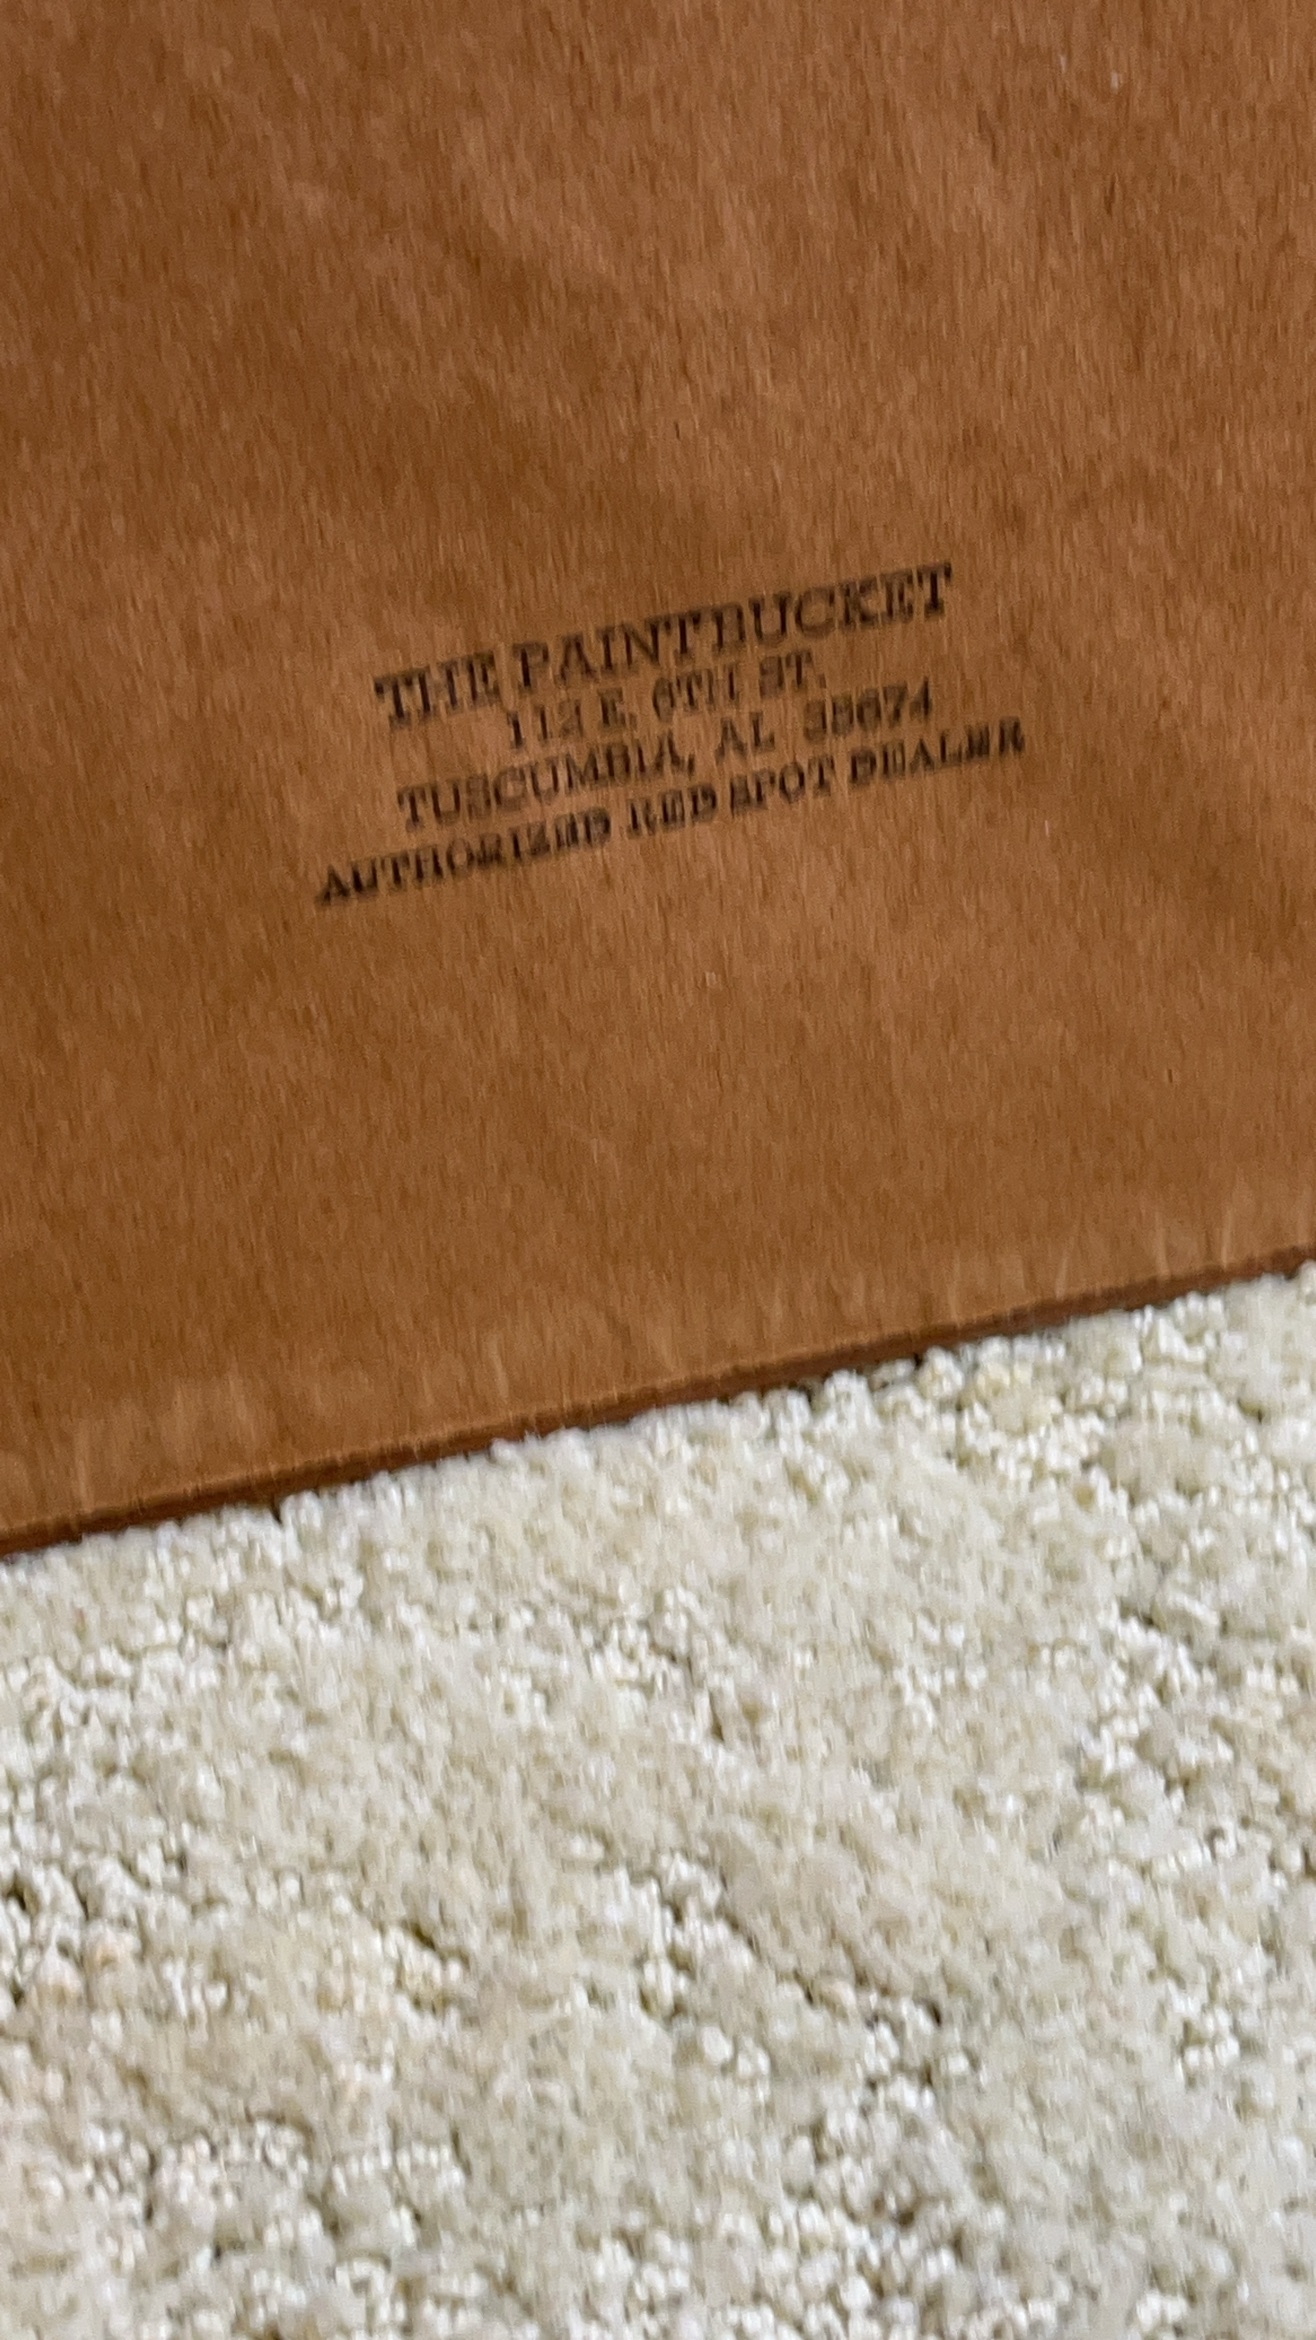 THE PAINTBUCKET
112 E. 6TH ST.
TUSCUMBIA, AL 35674
AUTHORIZED RED SPOT DEALER